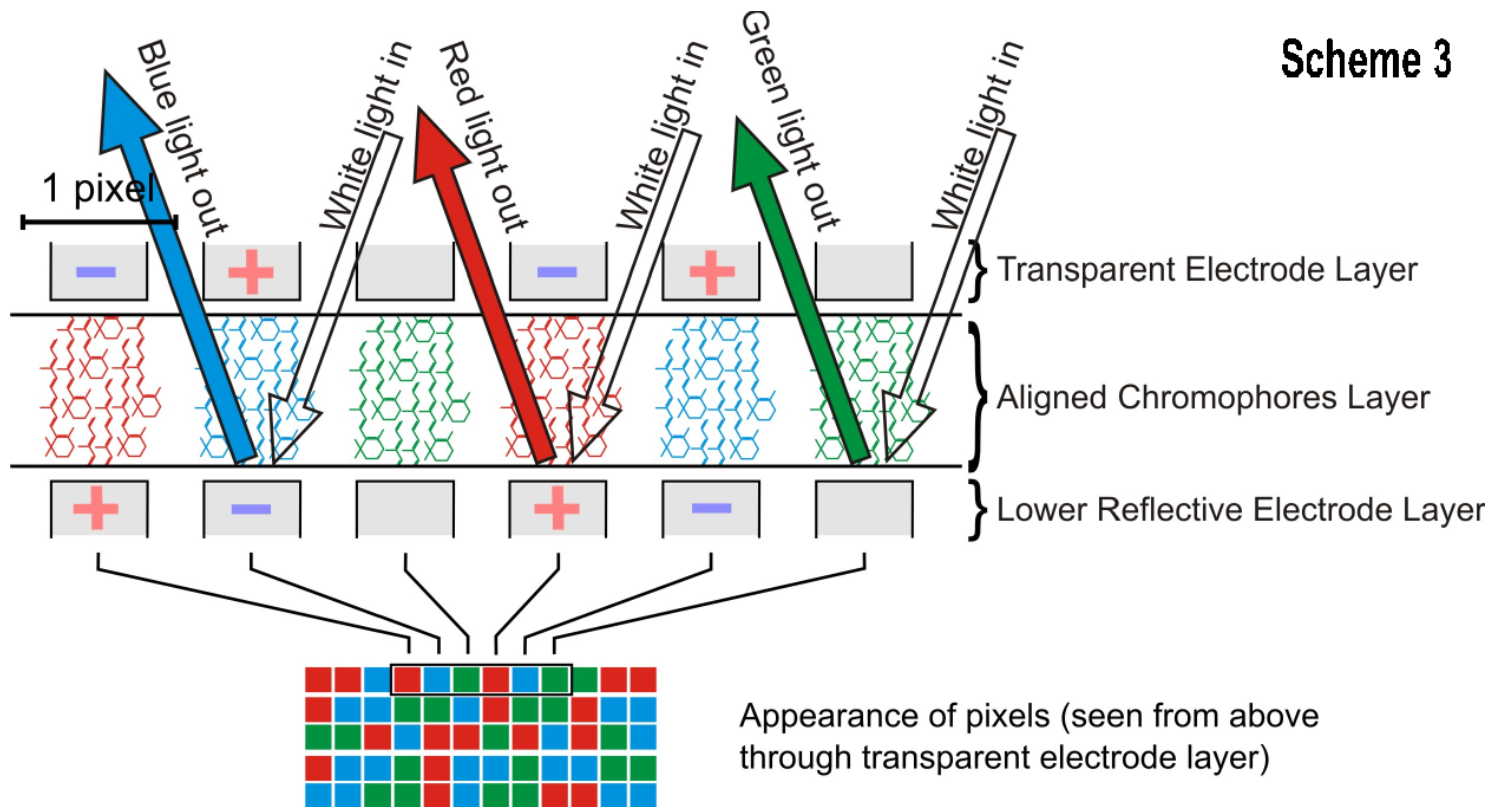 Scheme 3
Blue light out
White light in
Red light out
White light in
Green light out
White light in
1 pixel
− + − +
Transparent Electrode Layer
Aligned Chromophores Layer
+ − + −
Lower Reflective Electrode Layer
Appearance of pixels (seen from above
through transparent electrode layer)